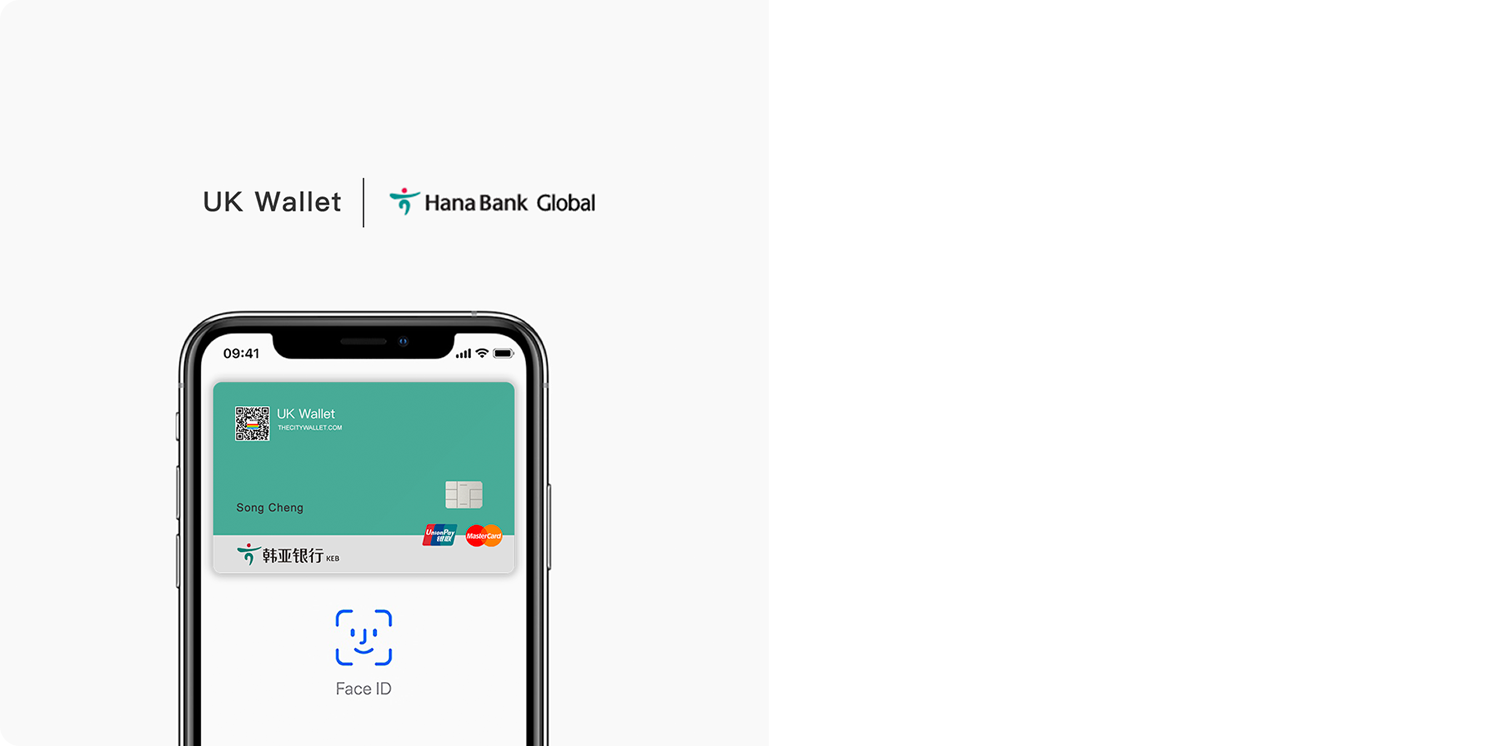 UK Wallet
Hana Bank Global
09:41
UK Wallet
THECITYWALLET.COM
Song Cheng
UnionPay
银联
MasterCard
韩亚银行 KEB
Face ID